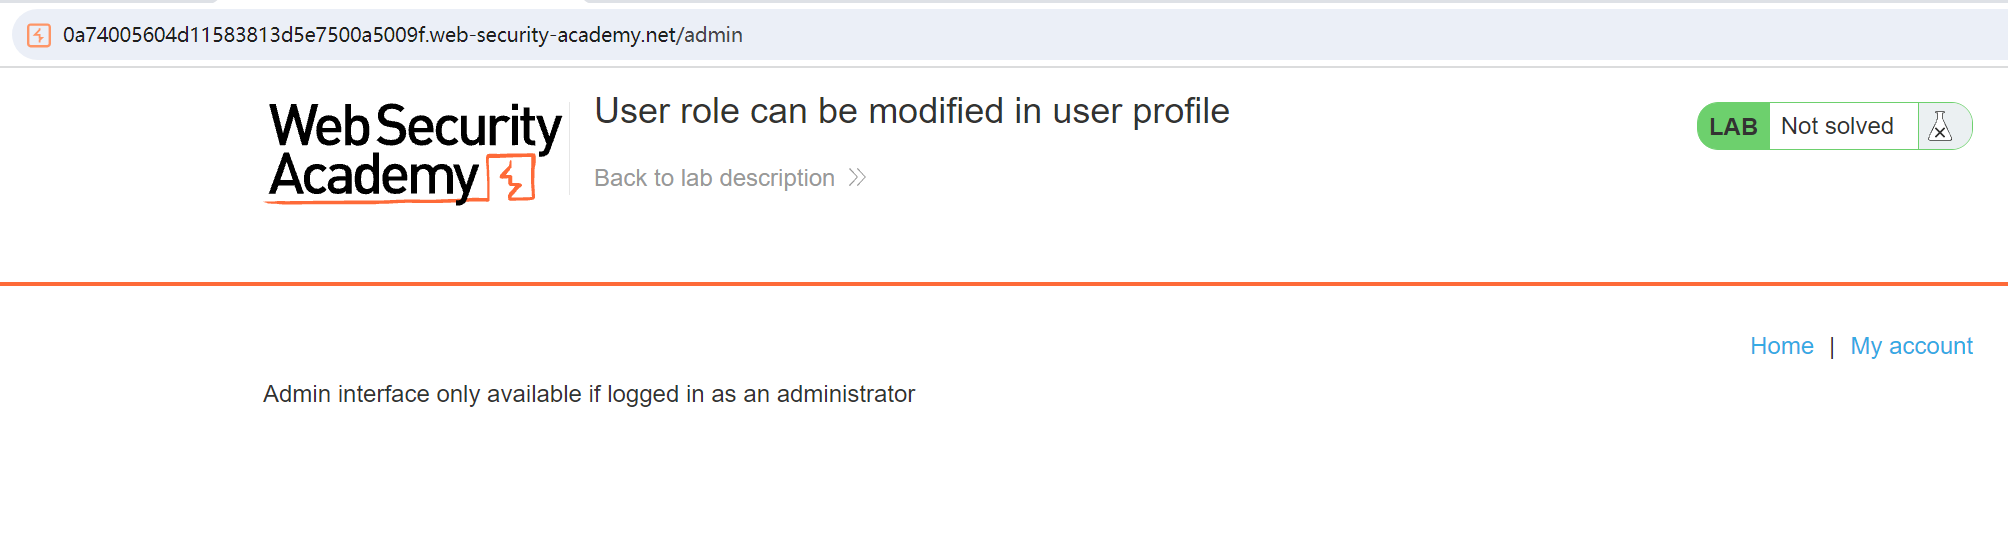 0a74005604d11583813d5e7500a5009f.web-security-academy.net/admin
Web Security
Academy
User role can be modified in user profile
Back to lab description
LAB Not solved
Home | My account
Admin interface only available if logged in as an administrator